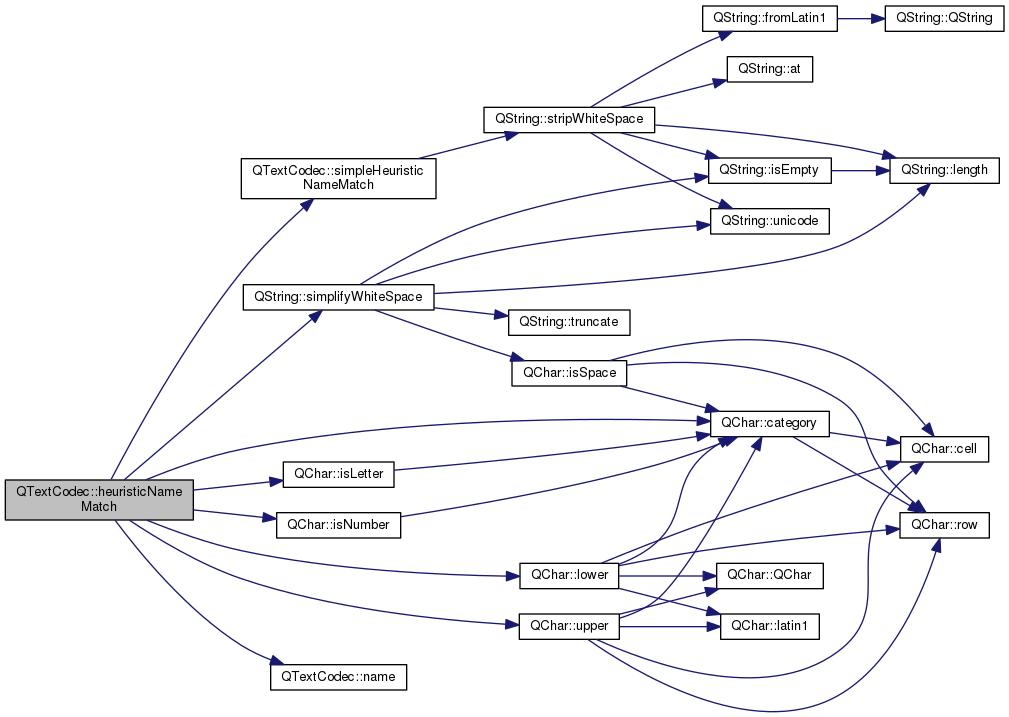 QString::fromLatin1
QString::QString
QString::at
QString::stripWhiteSpace
QTextCodec::simpleHeuristic
NameMatch
QString::isEmpty
QString::length
QString::unicode
QString::simplifyWhiteSpace
QString::truncate
QChar::isSpace
QChar::category
QChar::cell
QChar::isLetter
QTextCodec::heuristicName
Match
QChar::isNumber
QChar::row
QChar::lower
QChar::QChar
QChar::upper
QChar::latin1
QTextCodec::name